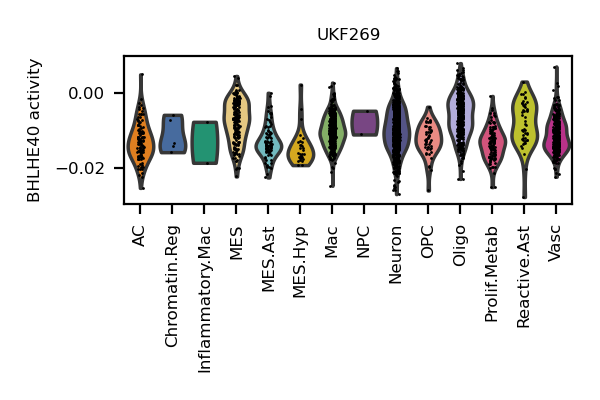 UKF269
BHLHE40 activity
0.00
−0.02
AC
Chromatin.Reg
Inflammatory.Mac
MES
MES.Ast
MES.Hyp
Mac
NPC
Neuron
OPC
Oligo
Prolif.Metab
Reactive.Ast
Vasc